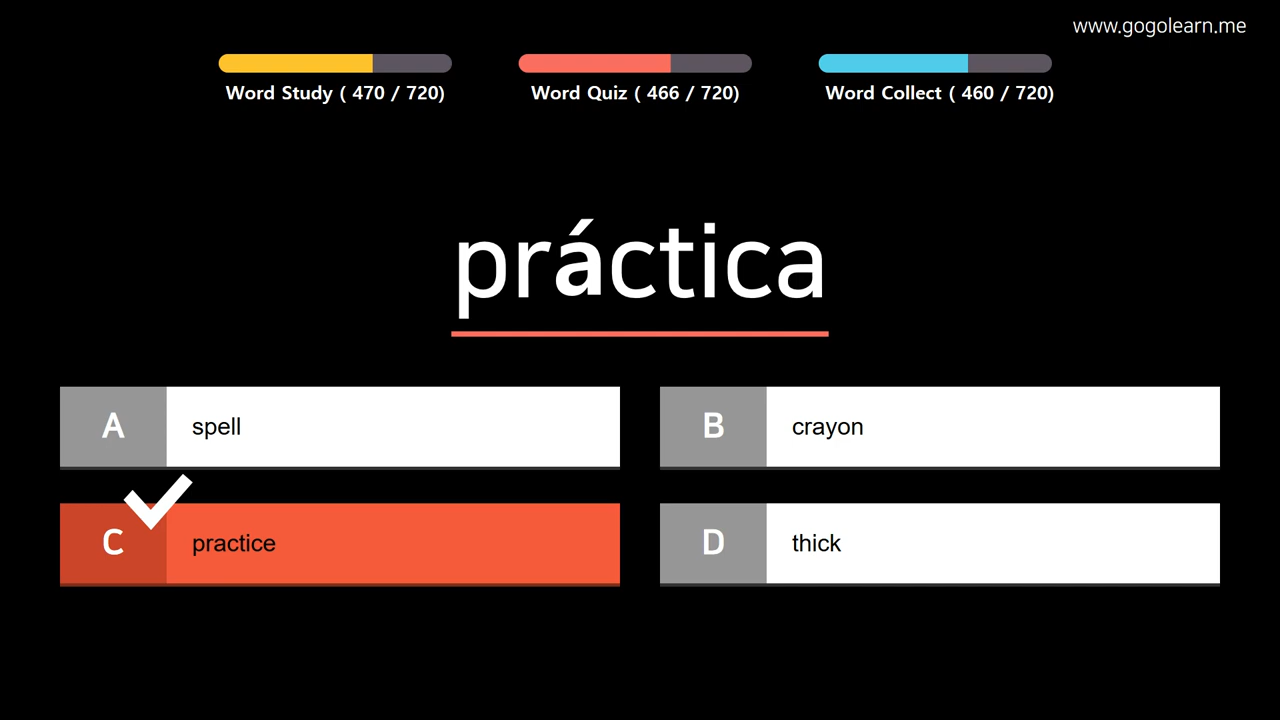 www.gogolearn.me
Word Study ( 470 / 720)
Word Quiz ( 466 / 720)
Word Collect ( 460 / 720)
práctica
A spell
B crayon
C practice
D thick